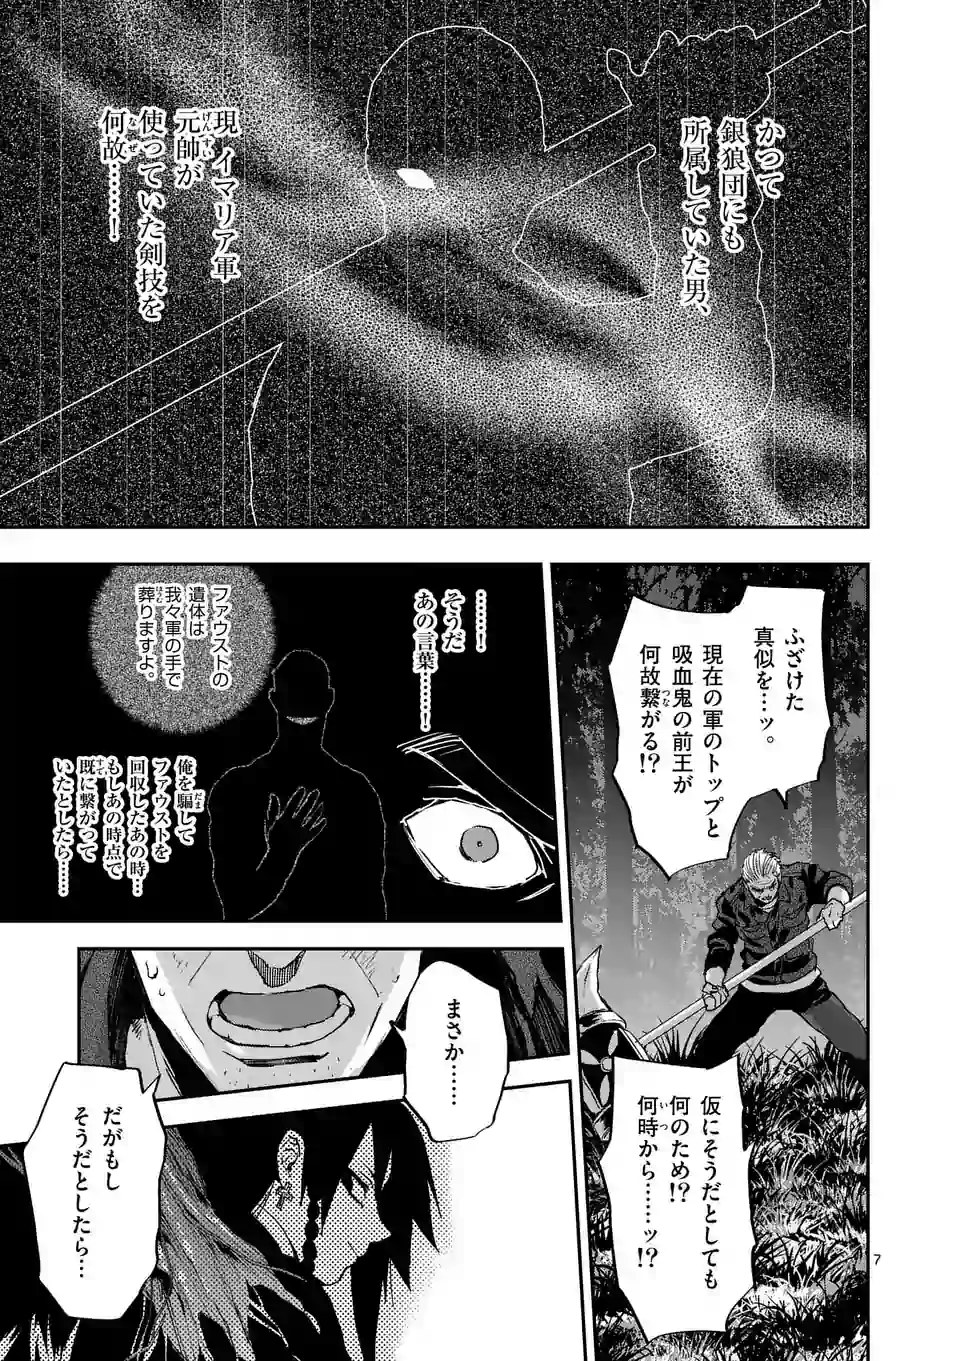 かつて
銀狼団にも
所属していた男、
現 イマリア軍
元帥が
使っていた剣技を
何故……！
ふざけた
真似を…ッ。
現在の軍のトップと
吸血鬼の前王が
何故繋がる!?
仮にそうだとしても
何のため!?
何時から……ッ!?
……！
そうだ
あの言葉……！
ファウストの
遺体は
我々軍の手で
葬りますよ。
俺を騙して
ファウストを
回収したあの時…
もしあの時点で
既に繋がって
いたとしたら……
まさか……
だがもし
そうだとしたら…
7